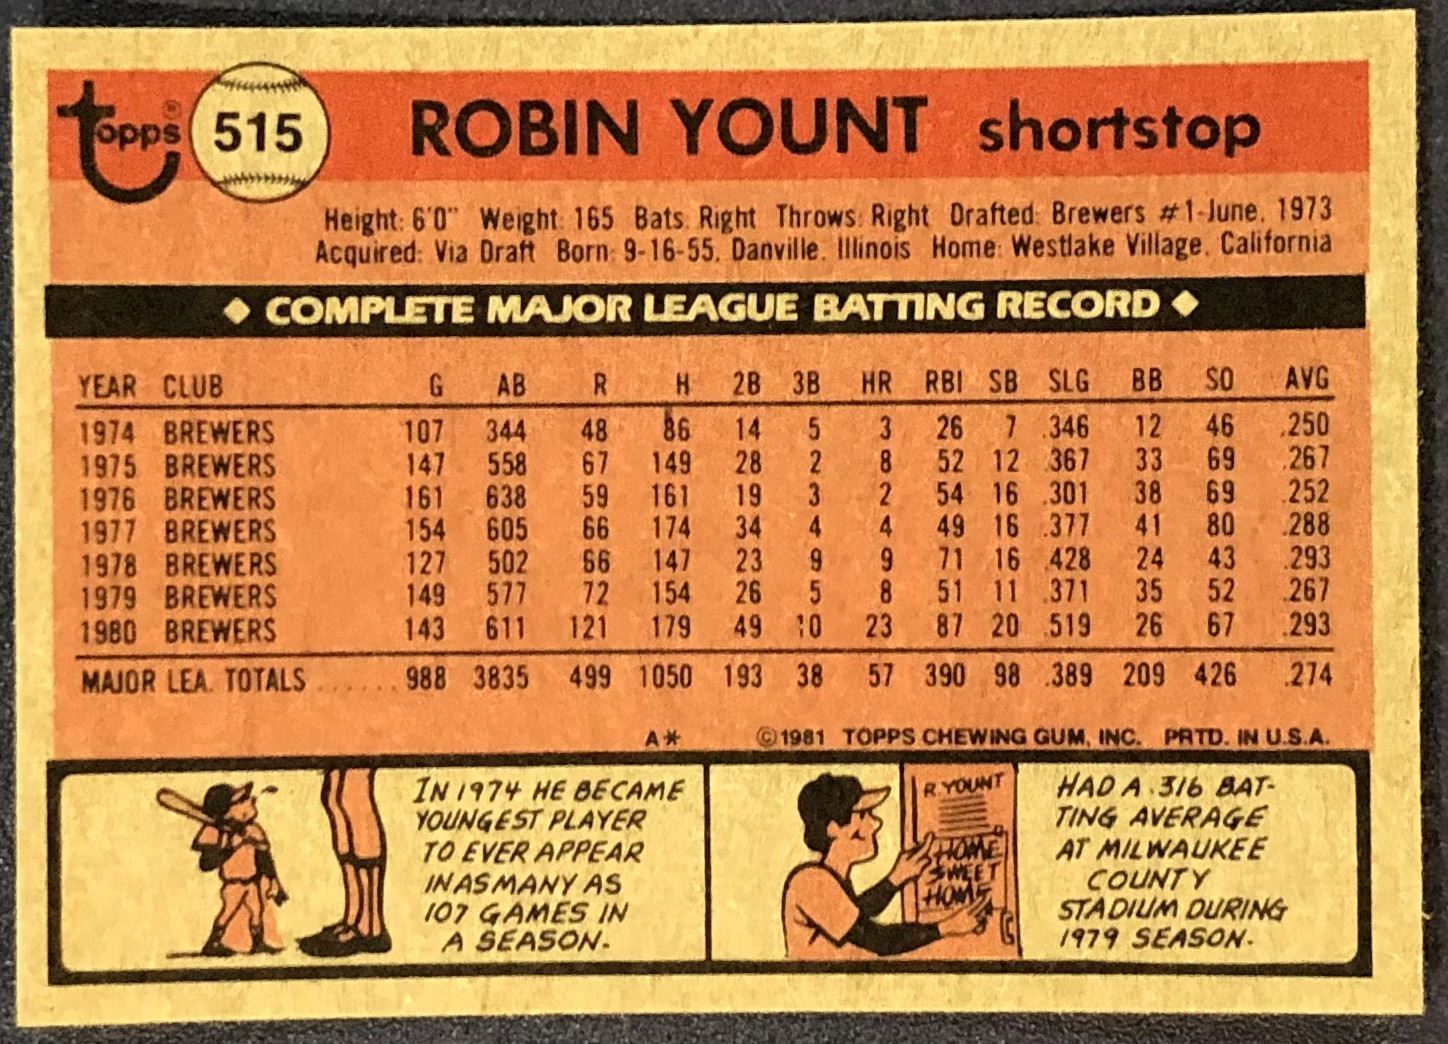 topps® 515 ROBIN YOUNT shortstop
Height: 6'0" Weight: 165 Bats: Right Throws: Right Drafted: Brewers #1-June, 1973
Acquired: Via Draft Born: 9-16-55, Danville, Illinois Home: Westlake Village, California
◆ COMPLETE MAJOR LEAGUE BATTING RECORD ◆
YEAR CLUB G AB R H 2B 3B HR RBI SB SLG BB SO AVG
1974 BREWERS 107 344 48 86 14 5 3 26 7 .346 12 46 .250
1975 BREWERS 147 558 67 149 28 2 8 52 12 .367 33 69 .267
1976 BREWERS 161 638 59 161 19 3 2 54 16 .301 38 69 .252
1977 BREWERS 154 605 66 174 34 4 4 49 16 .377 41 80 .288
1978 BREWERS 127 502 66 147 23 9 9 71 16 .428 24 43 .293
1979 BREWERS 149 577 72 154 26 5 8 51 11 .371 35 52 .267
1980 BREWERS 143 611 121 179 49 10 23 87 20 .519 26 67 .293
MAJOR LEA. TOTALS ...... 988 3835 499 1050 193 38 57 390 98 .389 209 426 .274
A* ©1981 TOPPS CHEWING GUM, INC. PRTD. IN U.S.A.
IN 1974 HE BECAME
YOUNGEST PLAYER
TO EVER APPEAR
IN AS MANY AS
107 GAMES IN
A SEASON.
R. YOUNT
HOME
SWEET
HOME
HAD A .316 BAT-
TING AVERAGE
AT MILWAUKEE
COUNTY
STADIUM DURING
1979 SEASON.